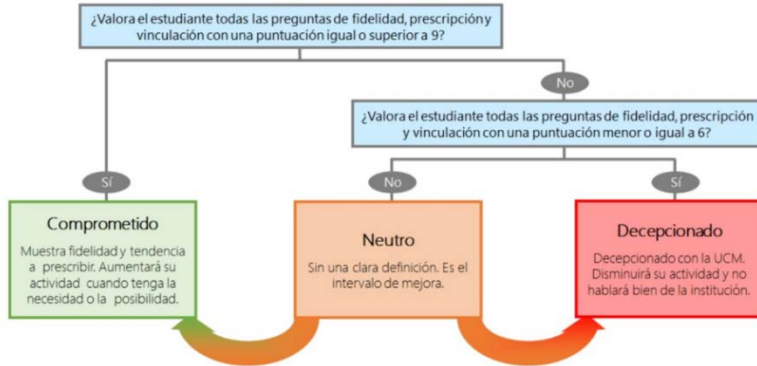 ¿Valora el estudiante todas las preguntas de fidelidad, prescripción y
vinculación con una puntuación igual o superior a 9?
No
¿Valora el estudiante todas las preguntas de fidelidad, prescripción
y vinculación con una puntuación menor o igual a 6?
Sí
No
Sí
Comprometido
Muestra fidelidad y tendencia
a prescribir. Aumentará su
actividad cuando tenga la
necesidad o la posibilidad.
Neutro
Sin una clara definición. Es el
intervalo de mejora.
Decepcionado
Decepcionado con la UCM.
Disminuirá su actividad y no
hablará bien de la institución.